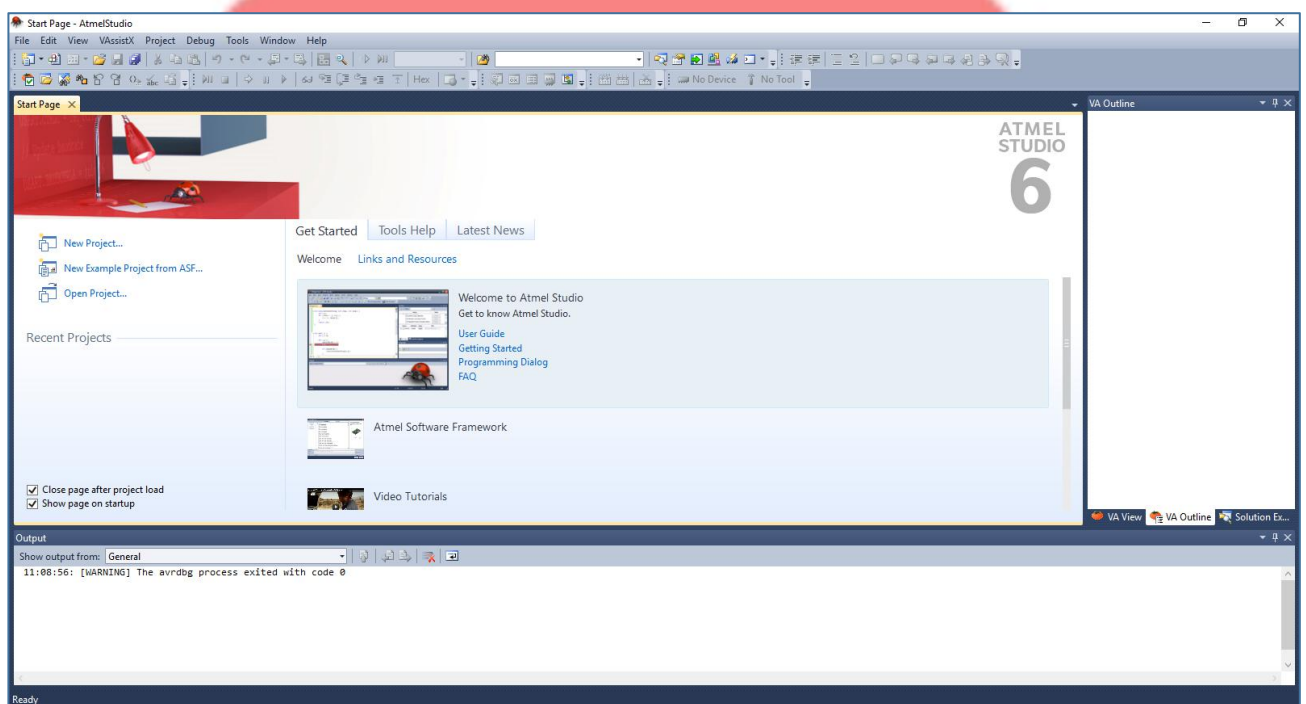 Start Page - AtmelStudio
File Edit View VAssistX Project Debug Tools Window Help
Hex No Device No Tool
Start Page
VA Outline
ATMEL
STUDIO
6
New Project...
New Example Project from ASF...
Open Project...
Recent Projects
Close page after project load
Show page on startup
Get Started Tools Help Latest News
Welcome Links and Resources
Welcome to Atmel Studio
Get to know Atmel Studio.
User Guide
Getting Started
Programming Dialog
FAQ
Atmel Software Framework
Video Tutorials
VA View VA Outline Solution Ex...
Output
Show output from: General
11:08:56: [WARNING] The avrdbg process exited with code 0
Ready